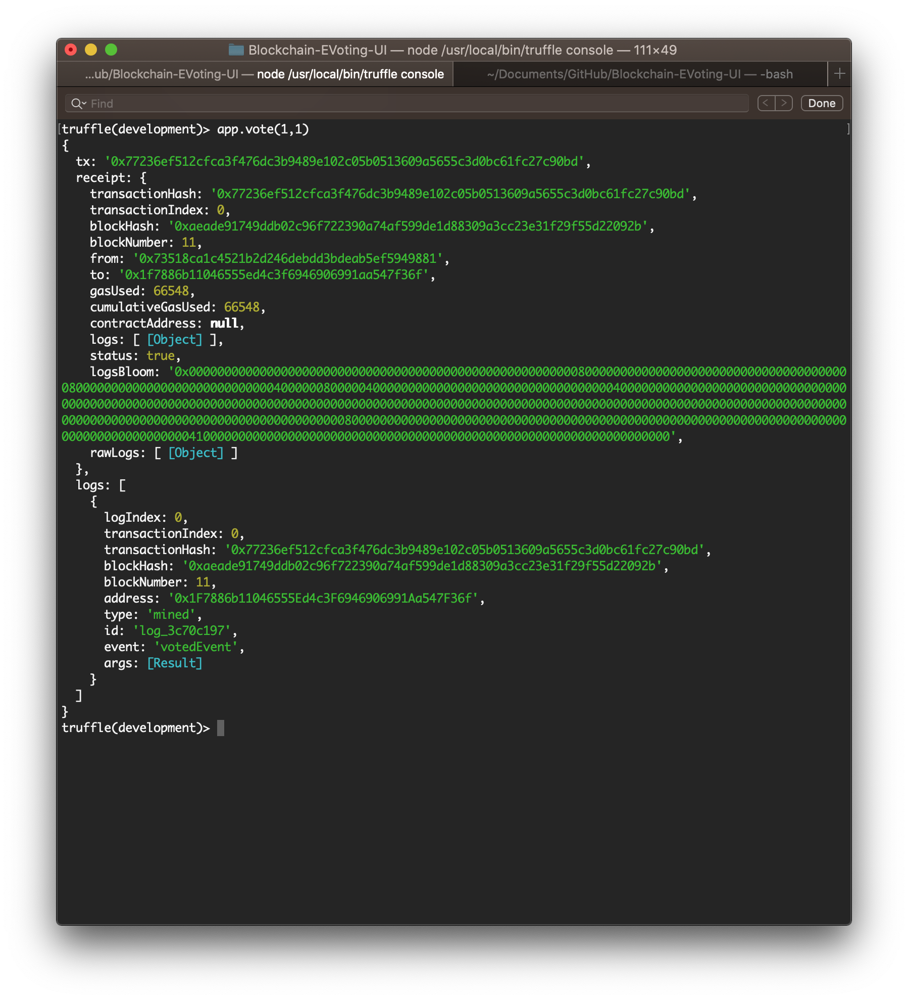 Blockchain-EVoting-UI — node /usr/local/bin/truffle console — 111×49
...ub/Blockchain-EVoting-UI — node /usr/local/bin/truffle console
~/Documents/GitHub/Blockchain-EVoting-UI — -bash
Find
Done
[truffle(development)> app.vote(1,1) ]
{
  tx: '0x77236ef512cfca3f476dc3b9489e102c05b0513609a5655c3d0bc61fc27c90bd',
  receipt: {
    transactionHash: '0x77236ef512cfca3f476dc3b9489e102c05b0513609a5655c3d0bc61fc27c90bd',
    transactionIndex: 0,
    blockHash: '0xaeade91749ddb02c96f722390a74af599de1d88309a3cc23e31f29f55d22092b',
    blockNumber: 11,
    from: '0x73518ca1c4521b2d246debdd3bdeab5ef5949881',
    to: '0x1f7886b11046555ed4c3f6946906991aa547f36f',
    gasUsed: 66548,
    cumulativeGasUsed: 66548,
    contractAddress: null,
    logs: [ [Object] ],
    status: true,
    logsBloom: '0x000000000000000000000000000000000000000000000000000000080000000000000000000000000000000000000
080000000000000000000000000000400000080000040000000000000000000000000000000000400000000000000000000000000000000
000000000000000000000000000000000000000000000000000000000000000000000000000000000000000000000000000000000000000
000000000000000000000000000000000000000080000000000000000000000000000000000000000000000000000000000000000000000
00000000000000000041000000000000000000000000000000000000000000000000000000000000000000',
    rawLogs: [ [Object] ]
  },
  logs: [
    {
      logIndex: 0,
      transactionIndex: 0,
      transactionHash: '0x77236ef512cfca3f476dc3b9489e102c05b0513609a5655c3d0bc61fc27c90bd',
      blockHash: '0xaeade91749ddb02c96f722390a74af599de1d88309a3cc23e31f29f55d22092b',
      blockNumber: 11,
      address: '0x1F7886b11046555Ed4c3F6946906991Aa547F36f',
      type: 'mined',
      id: 'log_3c70c197',
      event: 'votedEvent',
      args: [Result]
    }
  ]
}
truffle(development)>